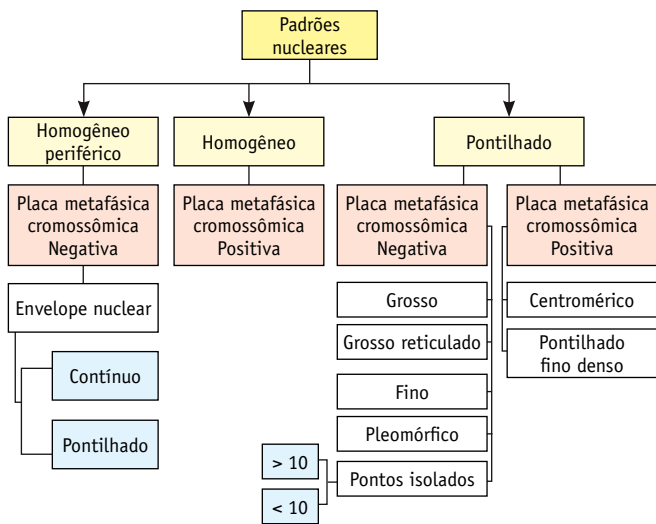 Padrões
nucleares
Homogêneo
periférico
Homogêneo
Pontilhado
Placa metafásica
cromossômica
Negativa
Placa metafásica
cromossômica
Positiva
Placa metafásica
cromossômica
Negativa
Placa metafásica
cromossômica
Positiva
Envelope nuclear
Contínuo
Pontilhado
Grosso
Grosso reticulado
Fino
Pleomórfico
Pontos isolados
> 10
< 10
Centromérico
Pontilhado
fino denso